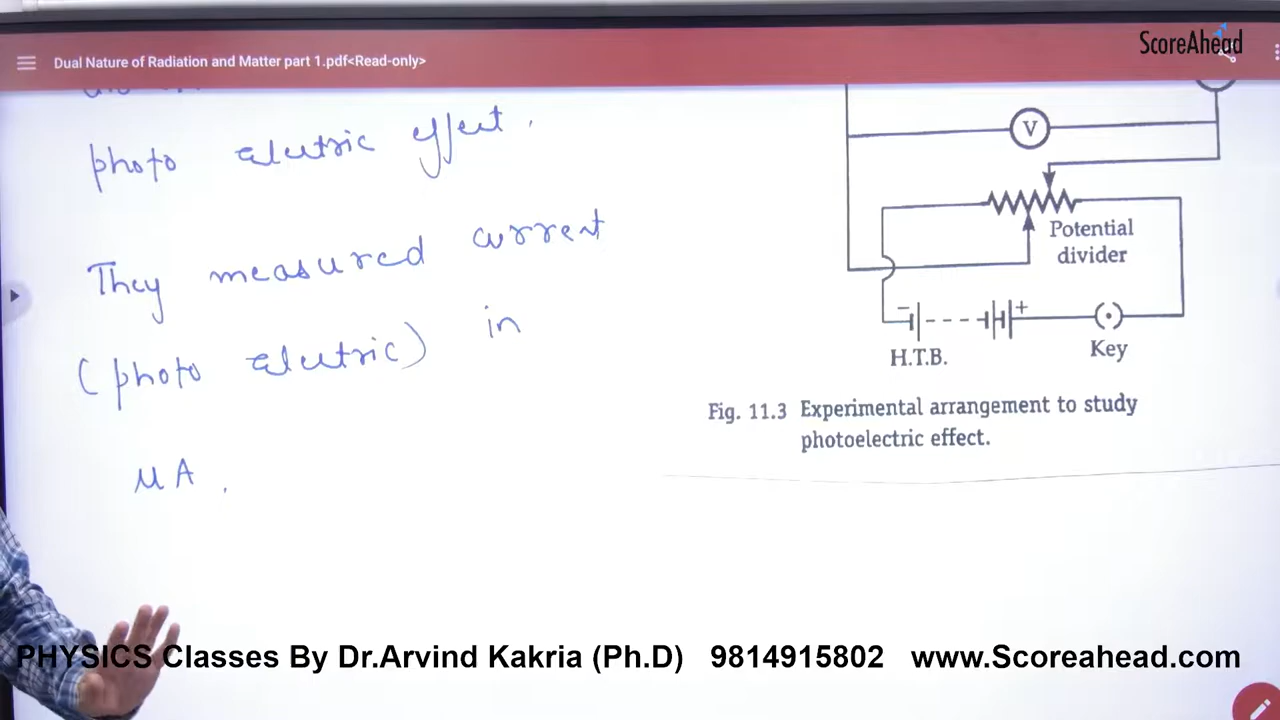 ScoreAhead
Dual Nature of Radiation and Matter part 1.pdf<Read-only>
photo electric effect.
They measured current
(photo electric) in
μA.
V
Potential
divider
−
+
H.T.B.
Key
Fig. 11.3 Experimental arrangement to study
photoelectric effect.
PHYSICS Classes By Dr.Arvind Kakria (Ph.D) 9814915802 www.Scoreahead.com